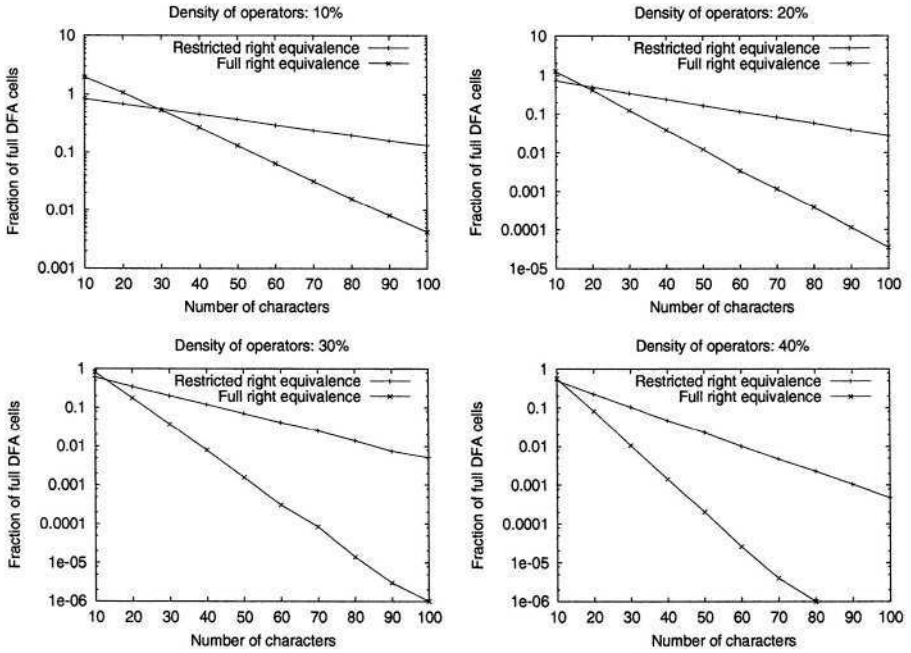 Density of operators: 10%
10
1
0.1
0.01
0.001
Fraction of full DFA cells
Restricted right equivalence
Full right equivalence
10 20 30 40 50 60 70 80 90 100
Number of characters
Density of operators: 20%
10
1
0.1
0.01
0.001
0.0001
1e-05
Fraction of full DFA cells
Restricted right equivalence
Full right equivalence
10 20 30 40 50 60 70 80 90 100
Number of characters
Density of operators: 30%
1
0.1
0.01
0.001
0.0001
1e-05
1e-06
Fraction of full DFA cells
Restricted right equivalence
Full right equivalence
10 20 30 40 50 60 70 80 90 100
Number of characters
Density of operators: 40%
1
0.1
0.01
0.001
0.0001
1e-05
1e-06
Fraction of full DFA cells
Restricted right equivalence
Full right equivalence
10 20 30 40 50 60 70 80 90 100
Number of characters